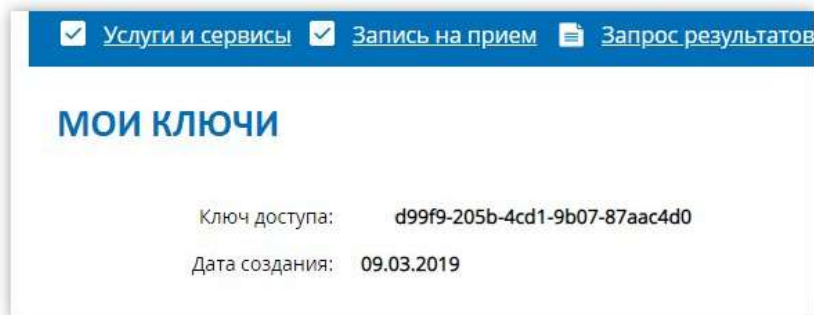 Услуги и сервисы Запись на прием Запрос результатов
МОИ КЛЮЧИ
Ключ доступа: d99f9-205b-4cd1-9b07-87aac4d0
Дата создания: 09.03.2019